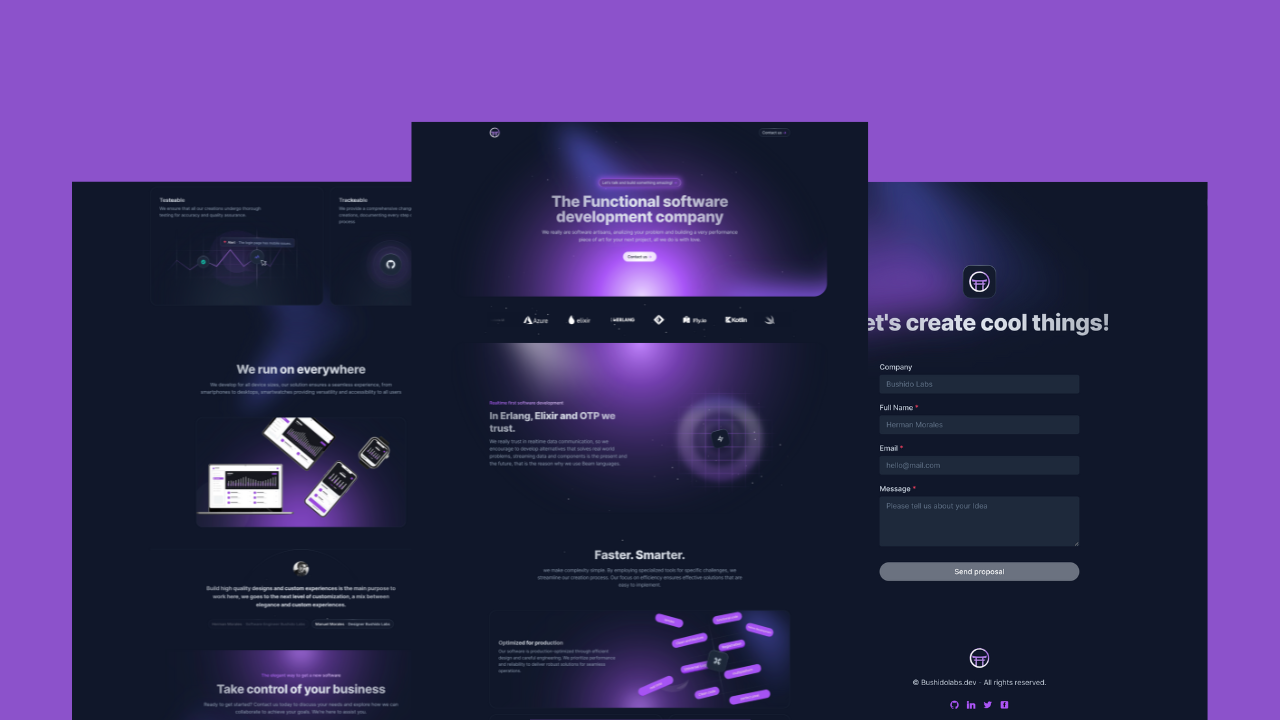 Testeable
We ensure that all our creations undergo thorough
testing for accuracy and quality assurance.
Trackeable
We provide a comprehensive chang
creations, documenting every step i
process.
We run on everywhere
We develop for all device sizes, our solution ensures a seamless experience, from
smartphones to desktops, smartwatches providing versatility and accessibility to all users
Build high quality designs and custom experiences is the main purpose to
work here, we goes to the next level of customization, a mix between
elegance and custom experiences.
Herman Morales
Software Engineer Bushido Labs
Manuel Morales
Designer Bushido Labs
The elegant way to get a new software
Take control of your business
Ready to get started? Contact us today to discuss your needs and explore how we can
collaborate to achieve your goals. We're here to assist you.
Contact us
Let's talk and build something amazing!
The Functional software
development company
We really are software artisans, analyzing your problem and building a very performance
piece of art for your next project, all we do is with love.
Contact us
Azure
elixir
ERLANG
Fly.io
Kotlin
Realtime first software development
In Erlang, Elixir and OTP we
trust.
We really trust in realtime data communication, so we
encourage to develop alternatives that solves real world
problems, streaming data and components is the present and
the future, that is the reason why we use Beam languages.
Faster. Smarter.
we make complexity simple. By employing specialized tools for specific challenges, we
streamline our creation process. Our focus on efficiency ensures effective solutions that are
easy to implement.
Optimized for production
Our software is production optimized through efficient
design and careful engineering. We prioritize performance
and reliability to deliver robust solutions for seamless
operations.
et's create cool things!
Company
Bushido Labs
Full Name *
Herman Morales
Email *
hello@mail.com
Message *
Please tell us about your Idea
Send proposal
© Bushidolabs.dev - All rights reserved.